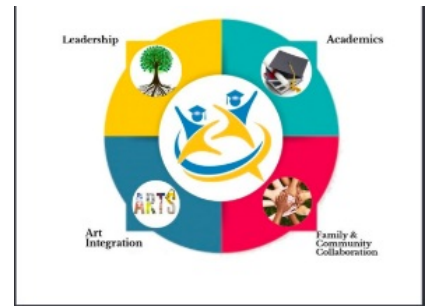 Leadership
Academics
ARTS
Art
Integration
Family &
Community
Collaboration